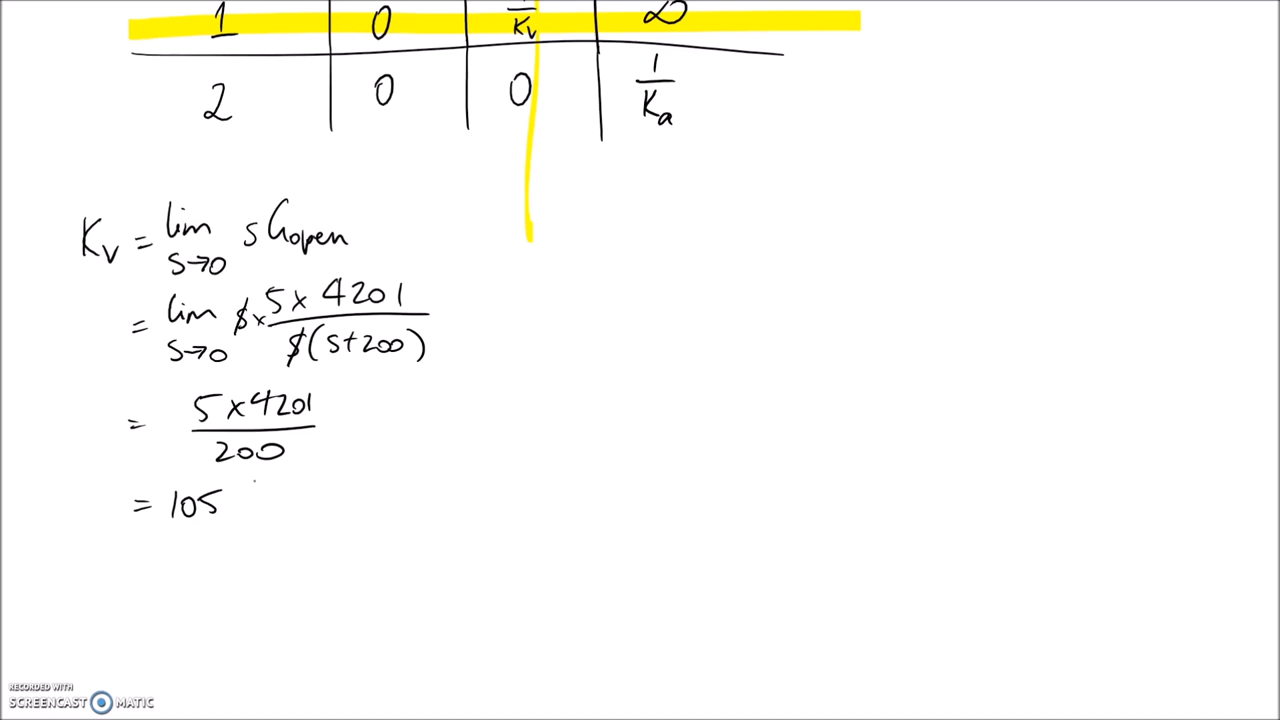 1 0 1/Kv ∞
2 0 0 1/Ka
Kv = lim s→0 s Gopen
= lim s→0 s × 5 × 4201 / s(s+200)
= 5 × 4201 / 200
= 105
RECORDED WITH
SCREENCAST MATIC